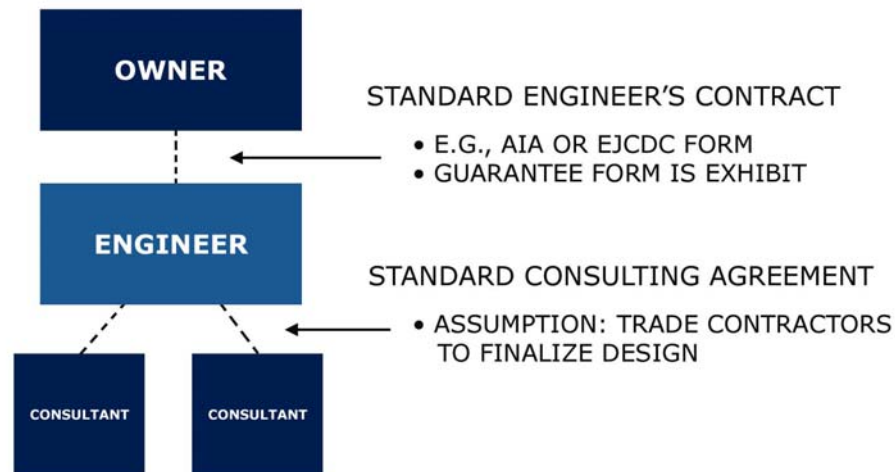 OWNER
STANDARD ENGINEER’S CONTRACT
• E.G., AIA OR EJCDC FORM
• GUARANTEE FORM IS EXHIBIT
ENGINEER
STANDARD CONSULTING AGREEMENT
• ASSUMPTION: TRADE CONTRACTORS
TO FINALIZE DESIGN
CONSULTANT
CONSULTANT